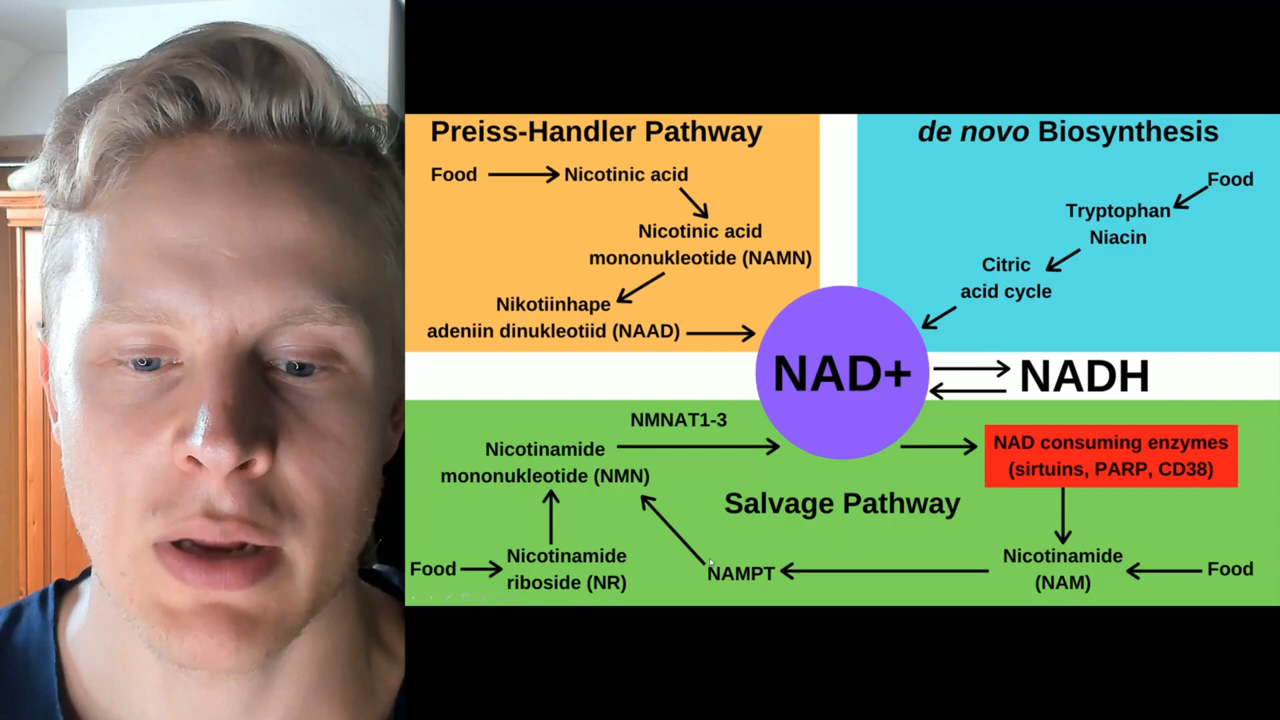 Preiss-Handler Pathway
Food
Nicotinic acid
Nicotinic acid
mononukleotide (NAMN)
Nikotiinhape
adeniin dinukleotiid (NAAD)
de novo Biosynthesis
Food
Tryptophan
Niacin
Citric
acid cycle
NAD+
NADH
NMNAT1-3
Nicotinamide
mononukleotide (NMN)
NAD consuming enzymes
(sirtuins, PARP, CD38)
Salvage Pathway
Food
Nicotinamide
riboside (NR)
NAMPT
Nicotinamide
(NAM)
Food